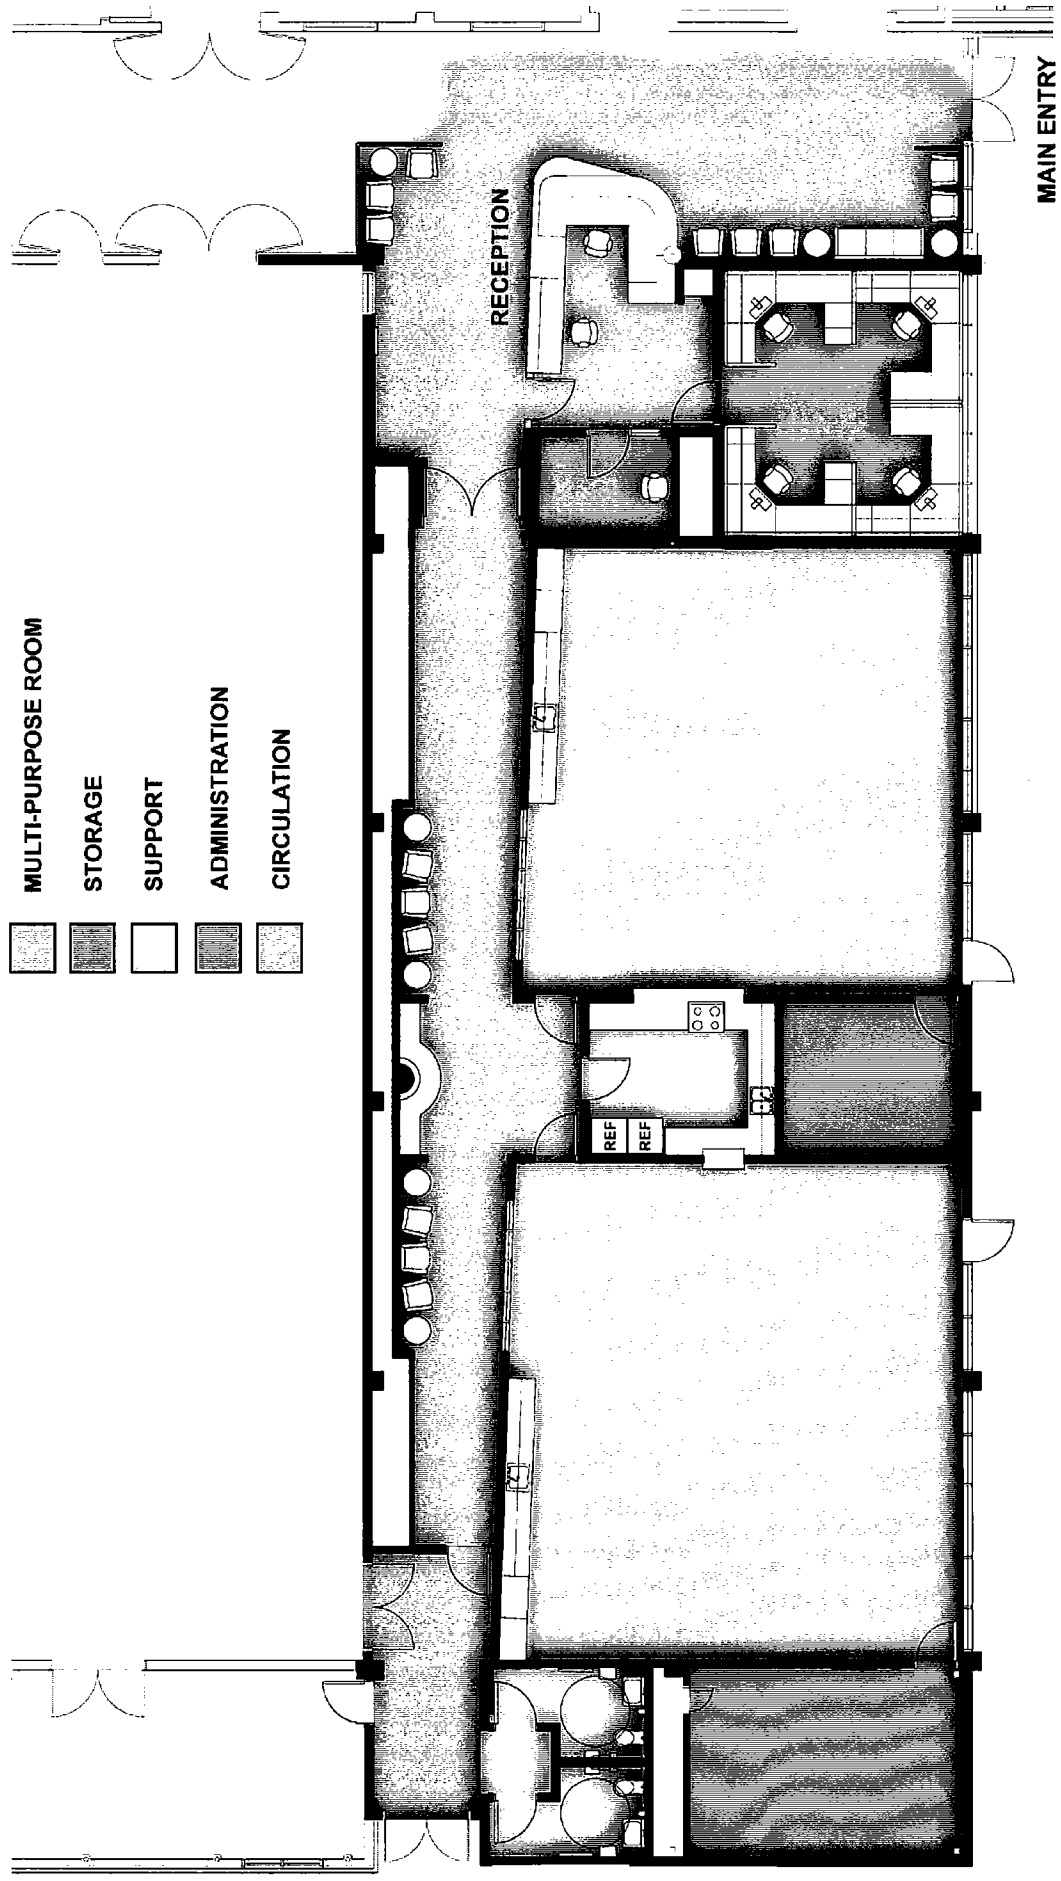 MULTI-PURPOSE ROOM
STORAGE
SUPPORT
ADMINISTRATION
CIRCULATION
RECEPTION
REF
REF
MAIN ENTRY